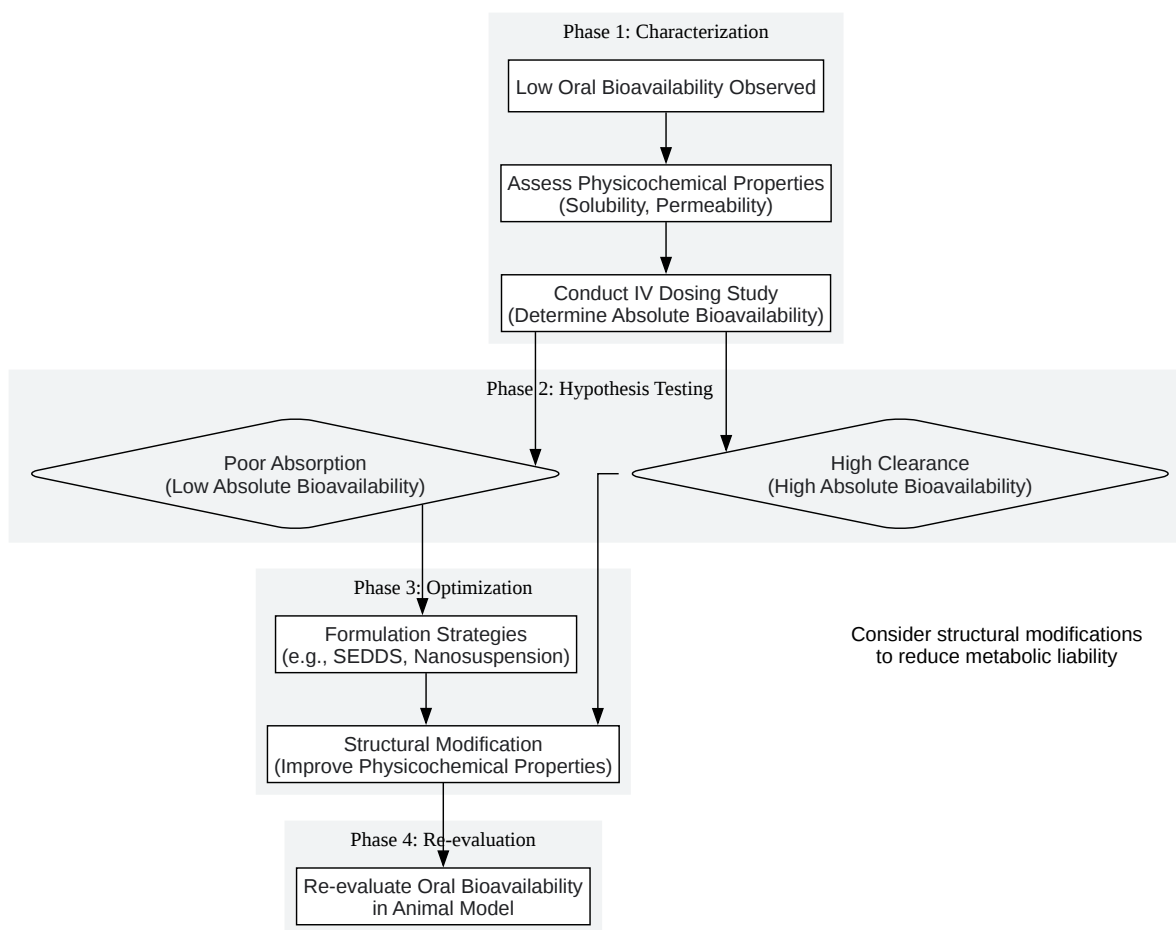 Phase 1: Characterization
Low Oral Bioavailability Observed
Assess Physicochemical Properties
(Solubility, Permeability)
Conduct IV Dosing Study
(Determine Absolute Bioavailability)
Phase 2: Hypothesis Testing
Poor Absorption
(Low Absolute Bioavailability)
High Clearance
(High Absolute Bioavailability)
Phase 3: Optimization
Formulation Strategies
(e.g., SEDDS, Nanosuspension)
Consider structural modifications
to reduce metabolic liability
Structural Modification
(Improve Physicochemical Properties)
Phase 4: Re-evaluation
Re-evaluate Oral Bioavailability
in Animal Model